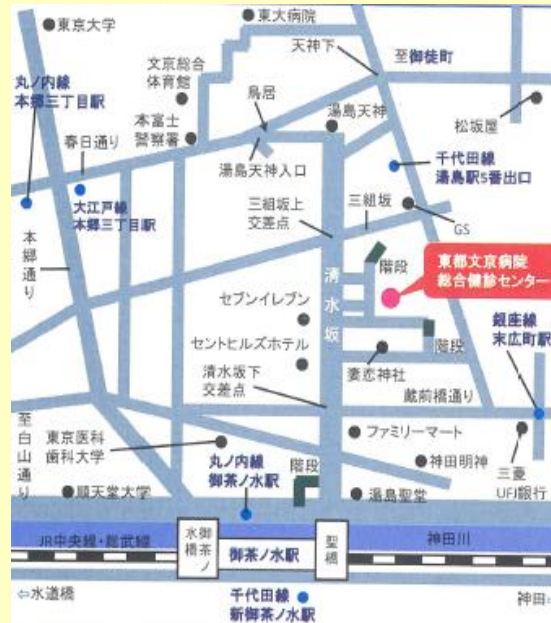 東京大学
東大病院
天神下
至御徒町
文京総合
体育館
丸ノ内線
本郷三丁目駅
鳥居
本富士
警察署
湯島天神
松坂屋
春日通り
湯島天神入口
千代田線
湯島駅5番出口
大江戸線
本郷三丁目駅
三組坂上
交差点
三組坂
GS
本郷通り
階段
東都文京病院
総合健診センター
清水坂
セブンイレブン
銀座線
末広町駅
セントヒルズホテル
階段
妻恋神社
清水坂下
交差点
蔵前橋通り
至白山通り
東京医科
歯科大学
ファミリーマート
丸ノ内線
御茶ノ水駅
階段
神田明神
三菱
UFJ銀行
順天堂大学
湯島聖堂
JR中央線・総武線
御茶ノ水橋
御茶ノ水駅
聖橋
神田川
⇦水道橋
千代田線
新御茶ノ水駅
神田